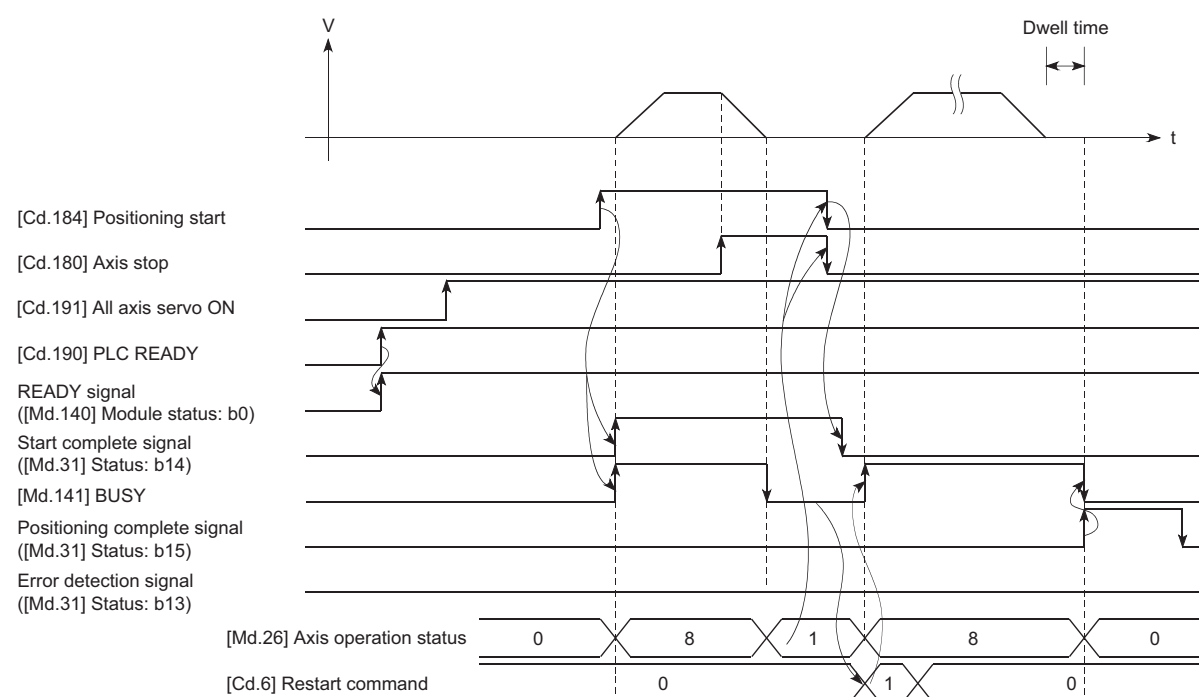 V
Dwell time
t
[Cd.184] Positioning start
[Cd.180] Axis stop
[Cd.191] All axis servo ON
[Cd.190] PLC READY
READY signal
([Md.140] Module status: b0)
Start complete signal
([Md.31] Status: b14)
[Md.141] BUSY
Positioning complete signal
([Md.31] Status: b15)
Error detection signal
([Md.31] Status: b13)
[Md.26] Axis operation status 0 8 1 8 0
[Cd.6] Restart command 0 1 0